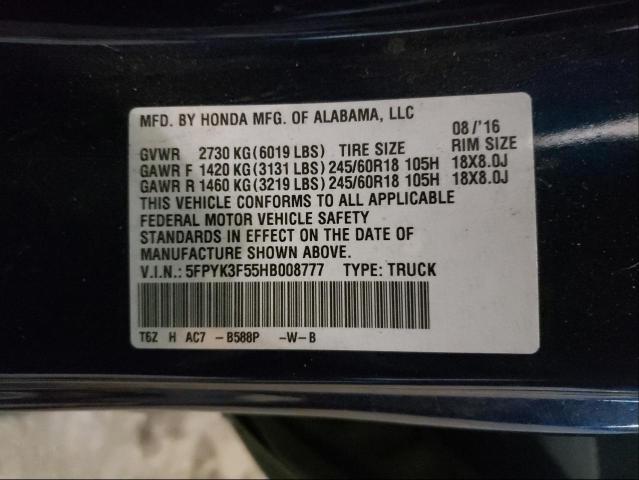 MFD. BY HONDA MFG. OF ALABAMA, LLC
08/'16
GVWR 2730 KG(6019 LBS) TIRE SIZE RIM SIZE
GAWR F 1420 KG(3131 LBS)245/60R18 105H 18X8.0J
GAWR R 1460 KG(3219 LBS)245/60R18 105H 18X8.0J
THIS VEHICLE CONFORMS TO ALL APPLICABLE
FEDERAL MOTOR VEHICLE SAFETY
STANDARDS IN EFFECT ON THE DATE OF
MANUFACTURE SHOWN ABOVE.
V.I.N.: 5FPYK3F55HB008777 TYPE: TRUCK
T6Z H AC7 -B588P -W-B